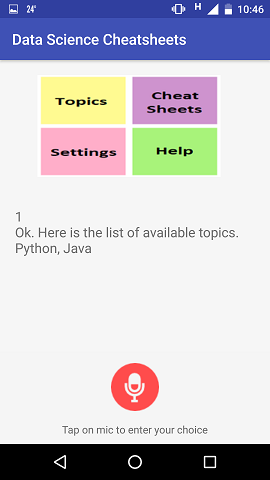 24°
H
10:46
Data Science Cheatsheets
Topics
Cheat
Sheets
Settings
Help
1
Ok. Here is the list of available topics.
Python, Java
Tap on mic to enter your choice